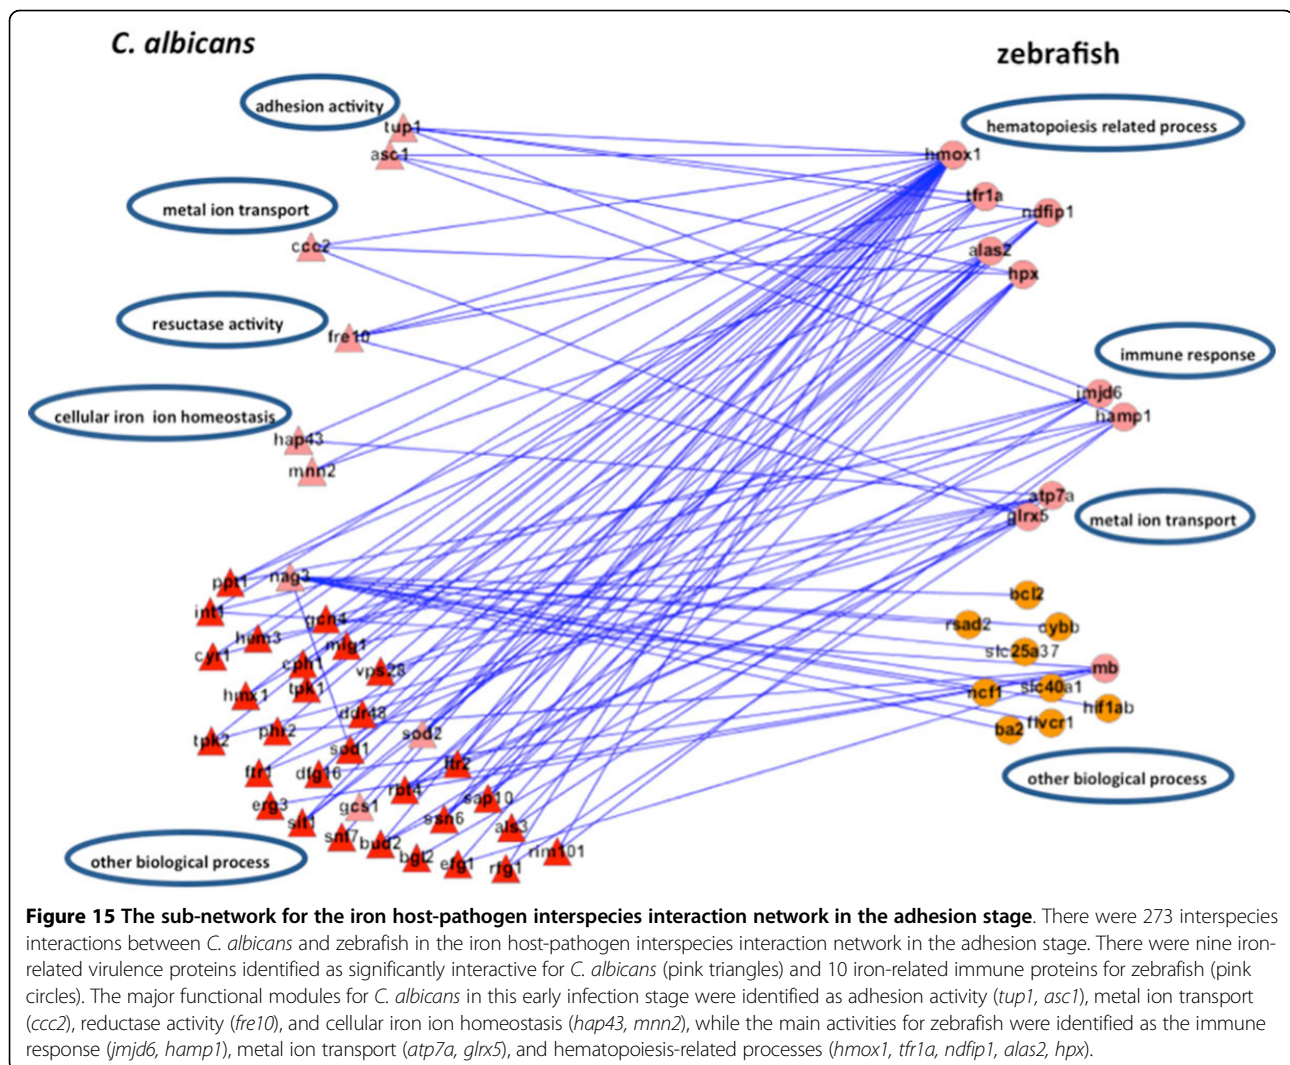 C. albicans
zebrafish
adhesion activity
hematopoiesis related process
tup1
asc1
hmox1
metal ion transport
tfr1a
ndfip1
ccc2
alas2
hpx
resuctase activity
fre10
immune response
jmjd6
hamp1
cellular iron ion homeostasis
hap43
mnn2
atp7a
glrx5
metal ion transport
ppt1
nag3
int1
gcn4
hem3
mig1
cyr1
cph1
vps28
hmx1
tpk1
ddr48
tpk2
phr2
sod2
sod1
ftr1
dfg16
ftr2
rbt4
erg3
gcs1
sap10
slt1
ssn6
als3
snf7
bud2
bgl2
efg1
rfg1
rim101
bcl2
rsad2
cybb
slc25a37
mb
ncf1
slc40a1
hif1ab
ba2
flvcr1
other biological process
other biological process
Figure 15 The sub-network for the iron host-pathogen interspecies interaction network in the adhesion stage. There were 273 interspecies
interactions between C. albicans and zebrafish in the iron host-pathogen interspecies interaction network in the adhesion stage. There were nine iron-
related virulence proteins identified as significantly interactive for C. albicans (pink triangles) and 10 iron-related immune proteins for zebrafish (pink
circles). The major functional modules for C. albicans in this early infection stage were identified as adhesion activity (tup1, asc1), metal ion transport
(ccc2), reductase activity (fre10), and cellular iron ion homeostasis (hap43, mnn2), while the main activities for zebrafish were identified as the immune
response (jmjd6, hamp1), metal ion transport (atp7a, glrx5), and hematopoiesis-related processes (hmox1, tfr1a, ndfip1, alas2, hpx).